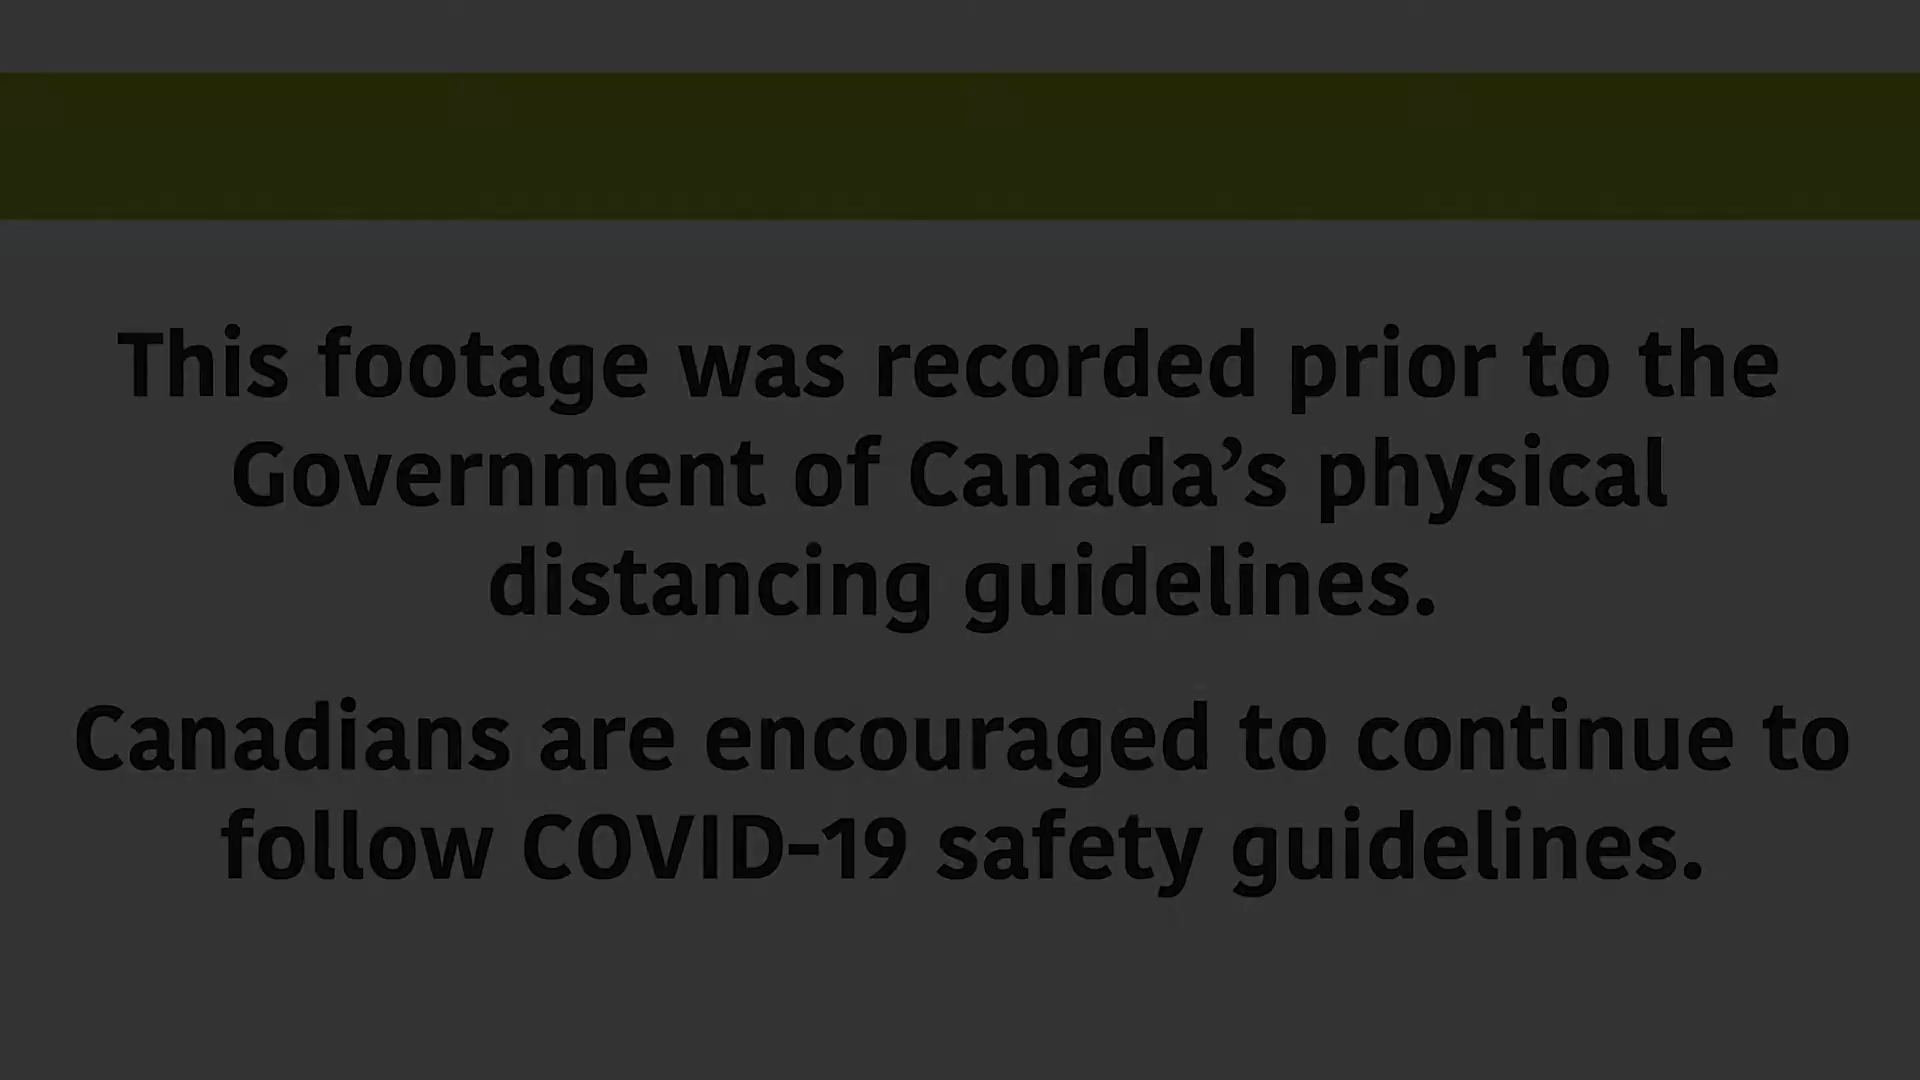 This footage was recorded prior to the
Government of Canada’s physical
distancing guidelines.
Canadians are encouraged to continue to
follow COVID-19 safety guidelines.